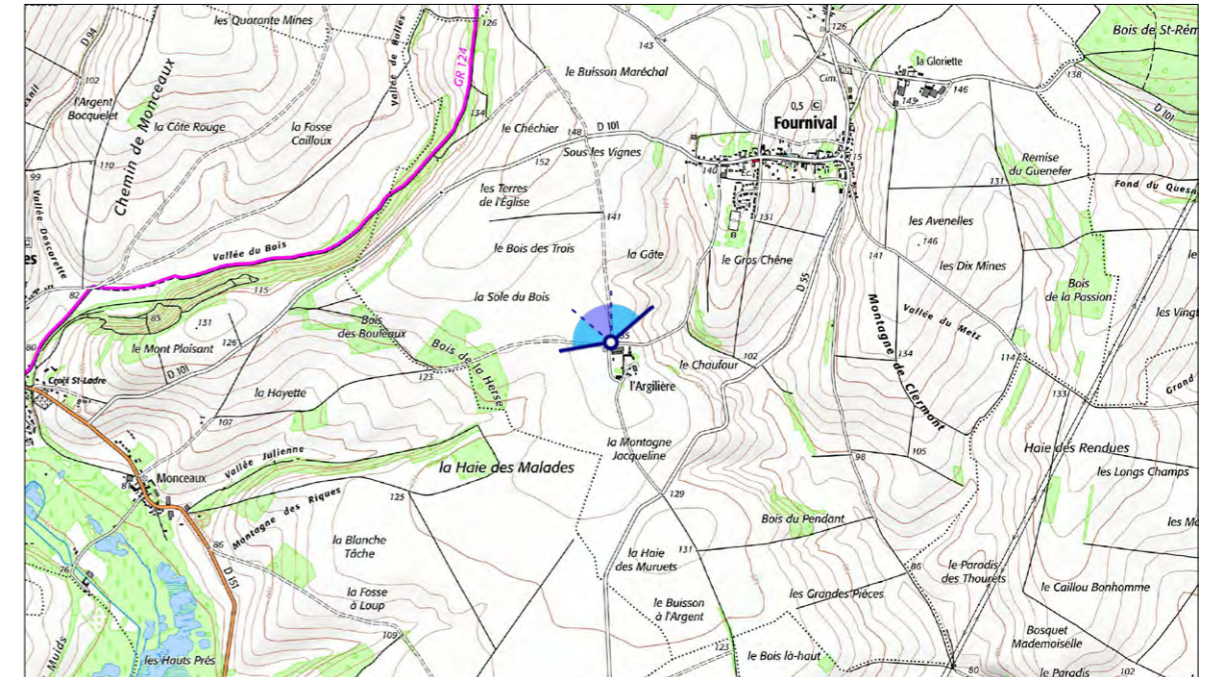 les Quarante Mines
126
126
Bois de St-Rém
D 94
Vallée de Bulles
GR 124
143
le Buisson Maréchal
Cim.
la Gloriette
138
102
143
146
l'Argent
Bocquelet
Chemin de Monceaux
la Côte Rouge
la Fosse
Cailloux
134
0,5 C
Fournival
D 101
le Chéchier
148
D 101
Sous les Vignes
110
152
140
Remise
du Guenefer
99
Vallée Descarette
les Terres
de l'Église
131
131
Fond du Quesn
141
les Avenelles
es
Vallée du Bois
le Bois des Trois
la Gâte
le Gros Chêne
D 55
146
141
les Dix Mines
le
82
115
la Sole du Bois
Bois
de la Passion
85
131
Bois
des Bouleaux
Montagne de Clermont
Vallée du Metz
les Vingt
80
le Mont Plaisant
126
Bois de la Herse
134
114
D 101
102
le Chaufour
Croix St-Ladre
123
l'Argilière
133
Grand
la Hayette
107
la Montagne
Jacqueline
105
Haie des Rendues
Vallée Julienne
la Haie des Malades
98
les Longs Champs
Monceaux
125
129
Montagne des Riques
Bois du Pendant
les Mo
86
la Blanche
Tâche
131
la Haie
des Muruets
86
le Paradis
des Thourets
76
D 151
le Caillou Bonhomme
la Fosse
à Loup
les Grandes Pièces
le Buisson
à l'Argent
109
Bosquet
Mademoiselle
Muids
les Hauts Prés
123
le Bois là-haut
80
le Paradis
102